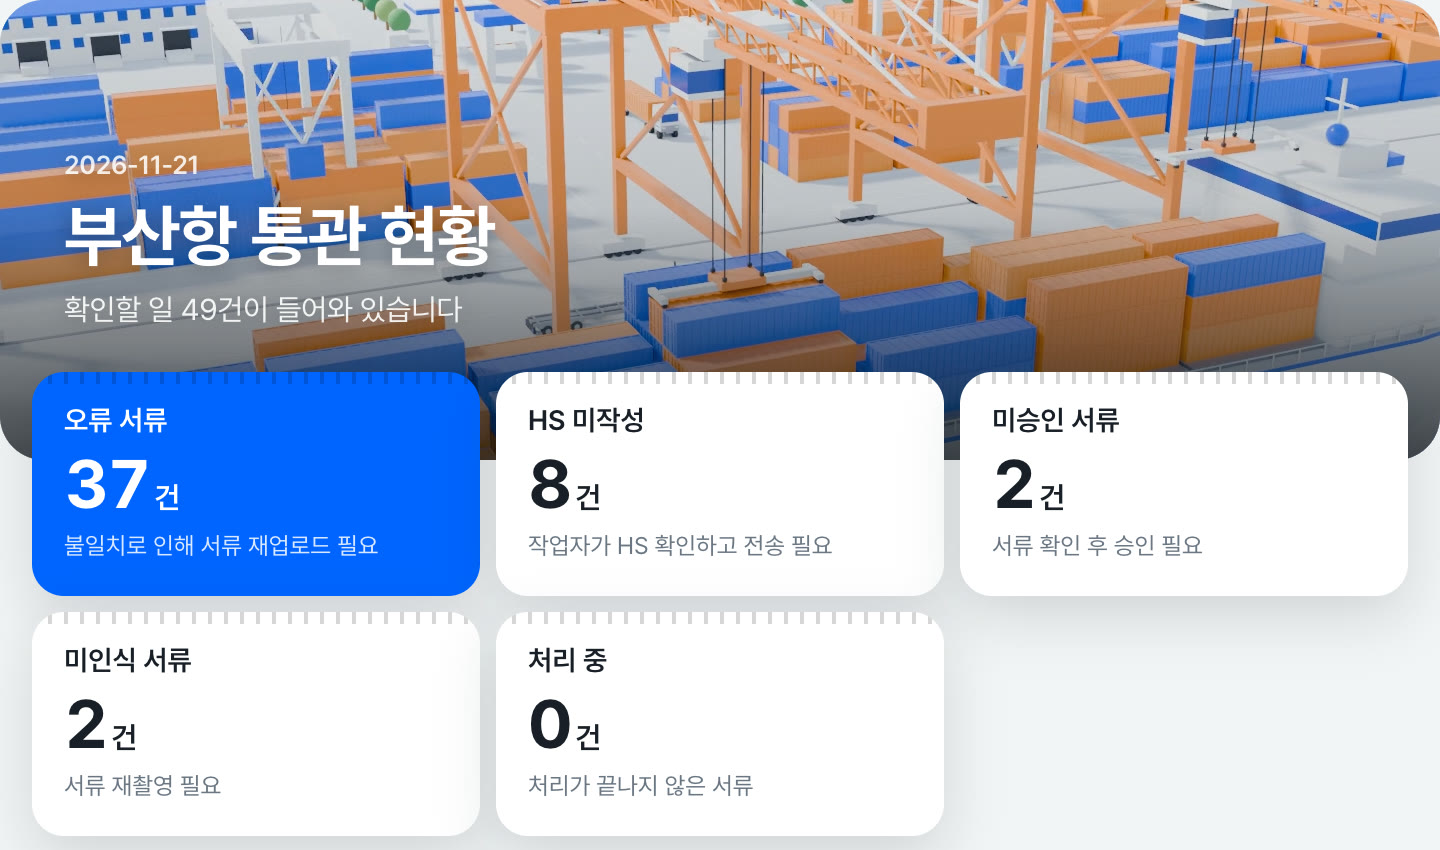 2026-11-21
부산항 통관 현황
확인할 일 49건이 들어와 있습니다
오류 서류
37건
불일치로 인해 서류 재업로드 필요
HS 미작성
8건
작업자가 HS 확인하고 전송 필요
미승인 서류
2건
서류 확인 후 승인 필요
미인식 서류
2건
서류 재촬영 필요
처리 중
0건
처리가 끝나지 않은 서류